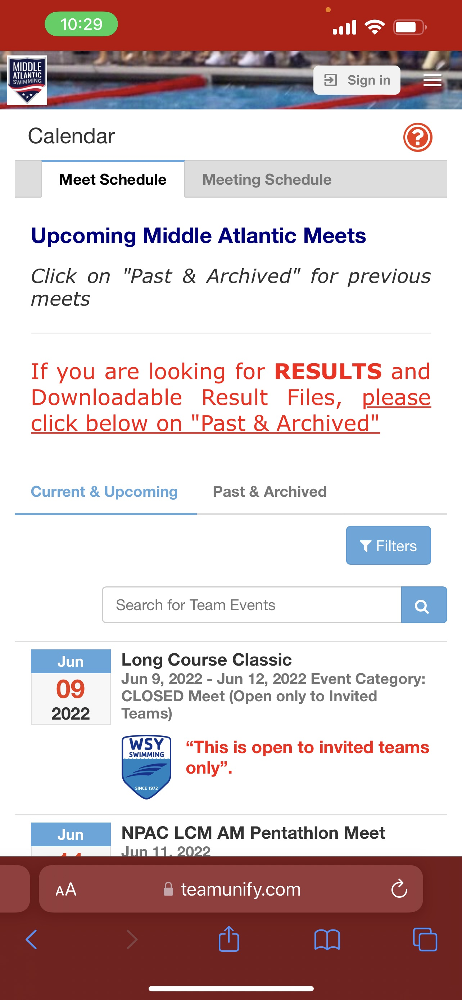 10:29
MIDDLE
ATLANTIC
SWIMMING
Sign in
Calendar
Meet Schedule
Meeting Schedule
Upcoming Middle Atlantic Meets
Click on "Past & Archived" for previous
meets
If you are looking for RESULTS and
Downloadable Result Files, please
click below on "Past & Archived"
Current & Upcoming
Past & Archived
Filters
Search for Team Events
Jun
09
2022
Long Course Classic
Jun 9, 2022 - Jun 12, 2022 Event Category:
CLOSED Meet (Open only to Invited
Teams)
WSY
SWIMMING
SINCE 1972
“This is open to invited teams
only”.
Jun
11
NPAC LCM AM Pentathlon Meet
Jun 11, 2022
AA
teamunify.com